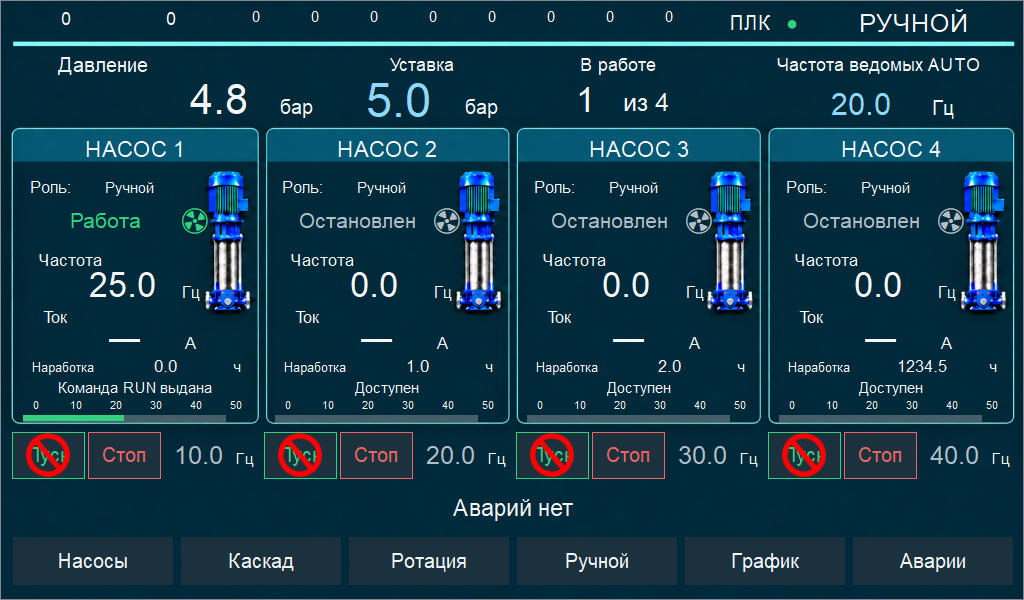 0 0 0 0 0 0 0 0 0 0 ПЛК РУЧНОЙ
Давление Уставка В работе Частота ведомых AUTO
4.8 бар 5.0 бар 1 из 4 20.0 Гц
НАСОС 1 НАСОС 2 НАСОС 3 НАСОС 4
Роль: Ручной Роль: Ручной Роль: Ручной Роль: Ручной
Работа Остановлен Остановлен Остановлен
Частота Частота Частота Частота
25.0 Гц 0.0 Гц 0.0 Гц 0.0 Гц
Ток Ток Ток Ток
— А — А — А — А
Наработка 0.0 ч Наработка 1.0 ч Наработка 2.0 ч Наработка 1234.5 ч
Команда RUN выдана Доступен Доступен Доступен
0 10 20 30 40 50 0 10 20 30 40 50 0 10 20 30 40 50 0 10 20 30 40 50
Пуск Стоп 10.0 Гц Пуск Стоп 20.0 Гц Пуск Стоп 30.0 Гц Пуск Стоп 40.0 Гц
Аварий нет
Насосы Каскад Ротация Ручной График Аварии